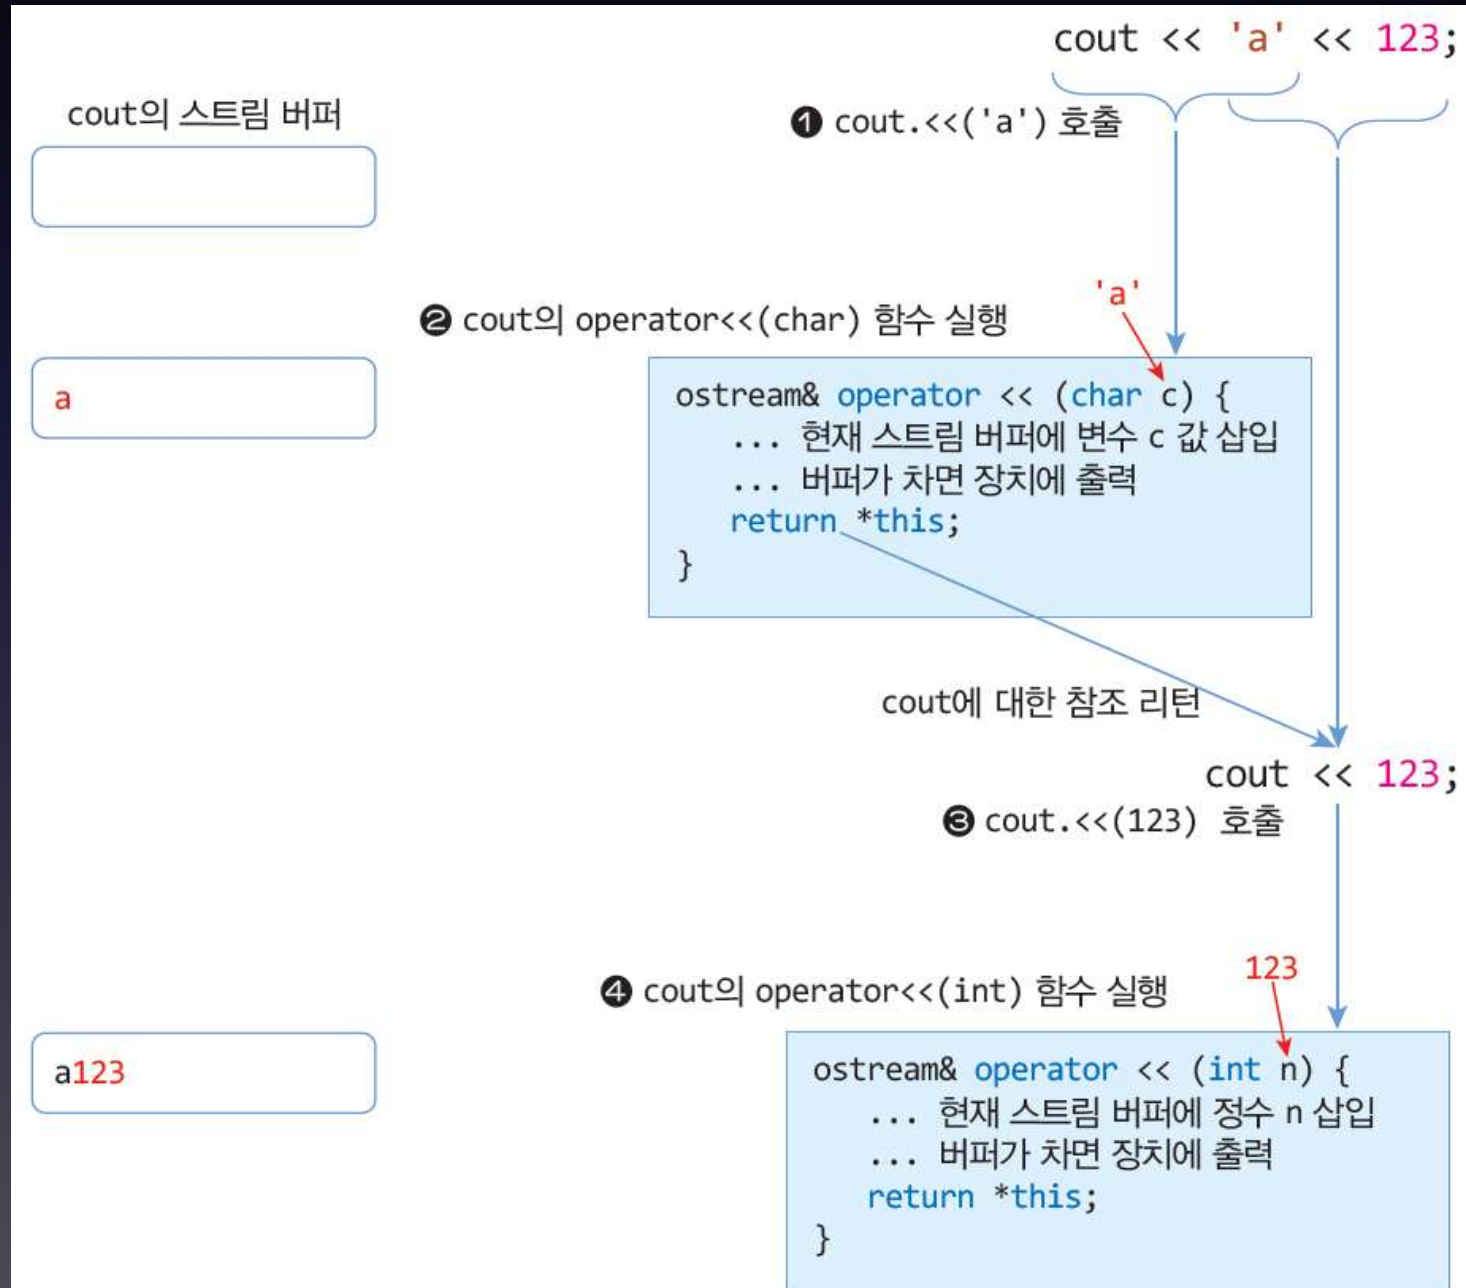 cout << 'a' << 123;
cout의 스트림 버퍼
❶ cout.<<('a') 호출
'a'
❷ cout의 operator<<(char) 함수 실행
a
ostream& operator << (char c) {
... 현재 스트림 버퍼에 변수 c 값 삽입
... 버퍼가 차면 장치에 출력
return *this;
}
cout에 대한 참조 리턴
cout << 123;
❸ cout.<<(123) 호출
123
❹ cout의 operator<<(int) 함수 실행
a123
ostream& operator << (int n) {
... 현재 스트림 버퍼에 정수 n 삽입
... 버퍼가 차면 장치에 출력
return *this;
}